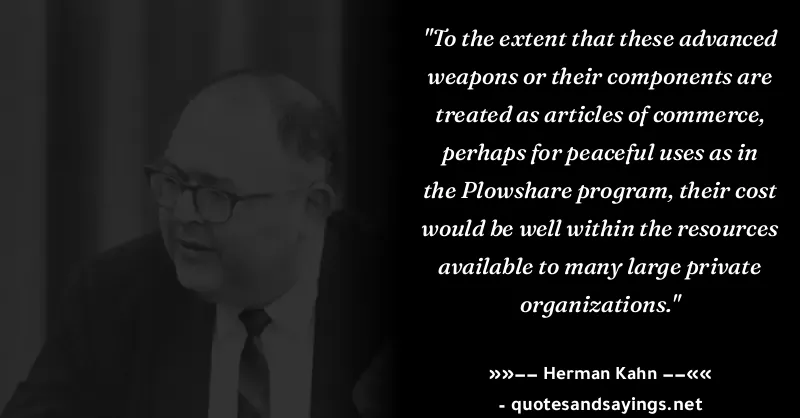 "To the extent that these advanced
weapons or their components are
treated as articles of commerce,
perhaps for peaceful uses as in
the Plowshare program, their cost
would be well within the resources
available to many large private
organizations."
»»–– Herman Kahn ––««
- quotesandsayings.net